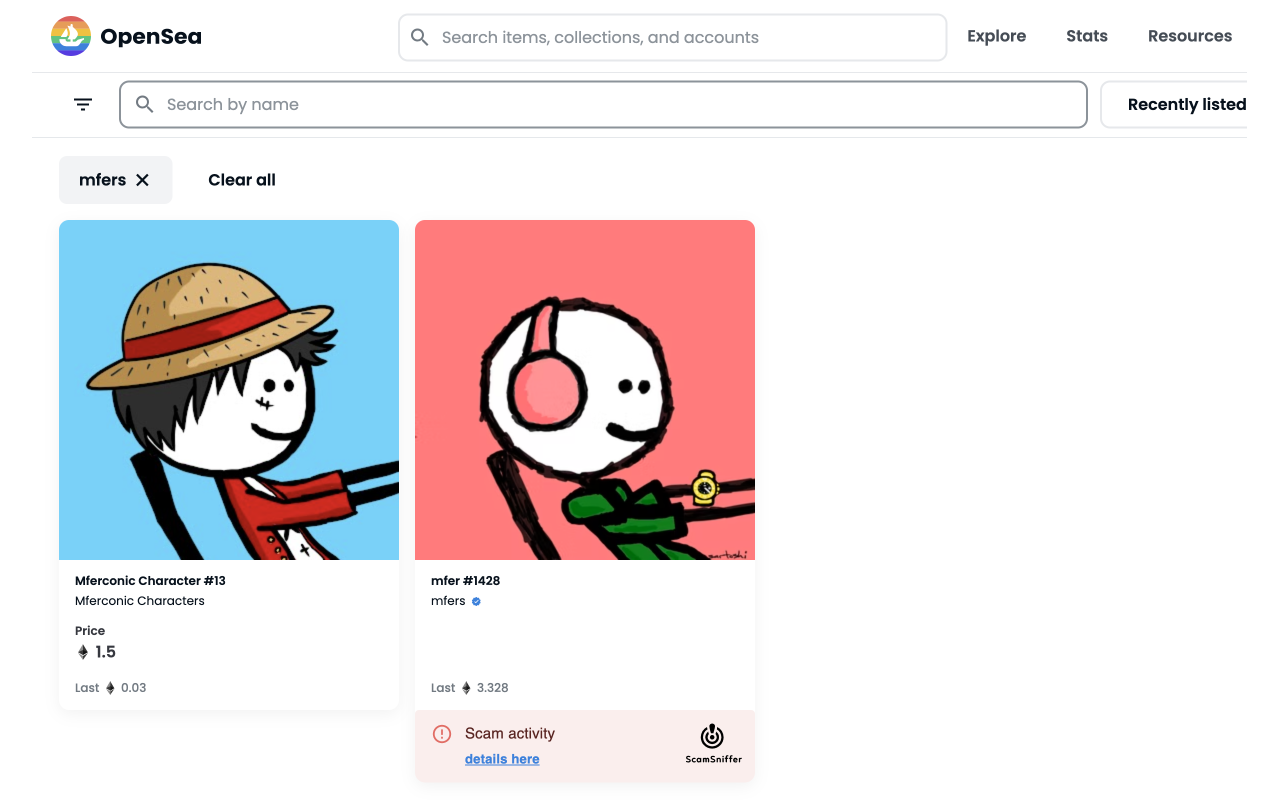 OpenSea
Search items, collections, and accounts
Explore
Stats
Resources
Search by name
Recently listed
mfers
Clear all
Mferconic Character #13
Mferconic Characters
Price
1.5
Last 0.03
sartoshi
mfer #1428
mfers
Last 3.328
Scam activity
details here
ScamSniffer